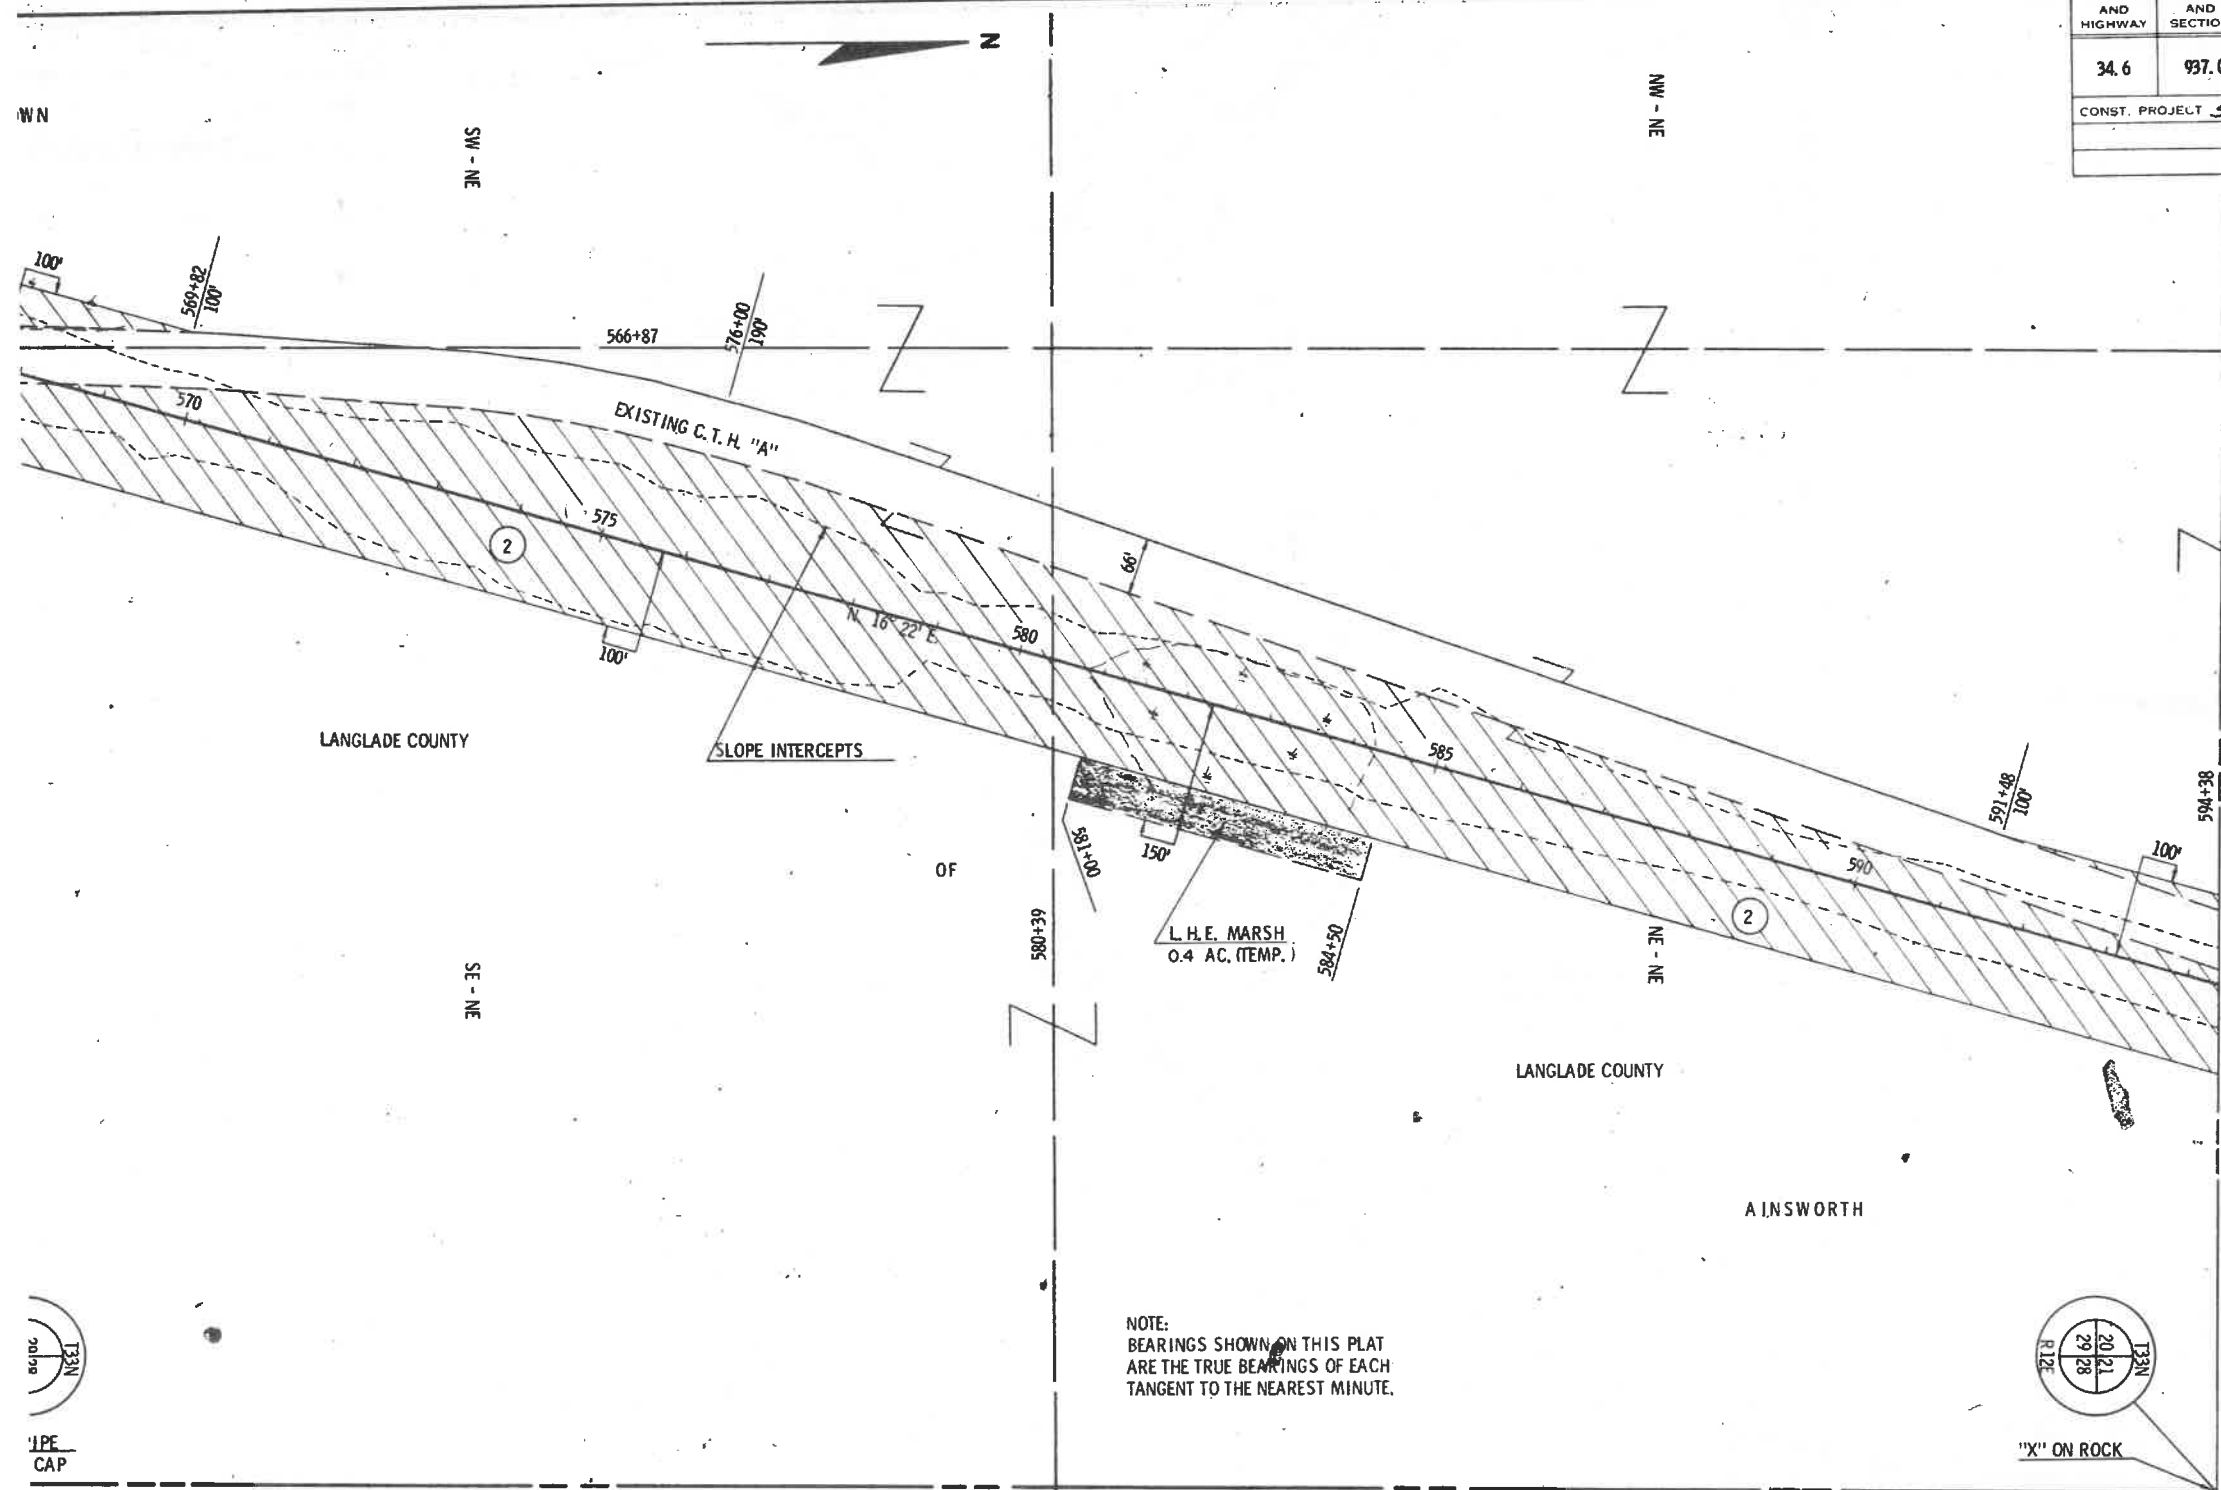 AND
HIGHWAY
AND
SECTIO
34.6
937.
CONST. PROJECT
N
WN
SW - NE
NW - NE
100'
569+82
100'
566+87
576+00
190'
570
EXISTING C.T.H. "A"
575
2
100'
N. 16° 22' E
580
66'
SLOPE INTERCEPTS
LANGLADE COUNTY
585
591+48
100'
594+38
100'
590
2
581+00
150'
OF
580+39
L.H.E. MARSH
0.4 AC. (TEMP.)
584+50
NE - NE
SE - NE
LANGLADE COUNTY
AINSWORTH
NOTE:
BEARINGS SHOWN ON THIS PLAT
ARE THE TRUE BEARINGS OF EACH
TANGENT TO THE NEAREST MINUTE.
T33N
T33N
20 21
29 28
R12E
IPE
CAP
"X" ON ROCK